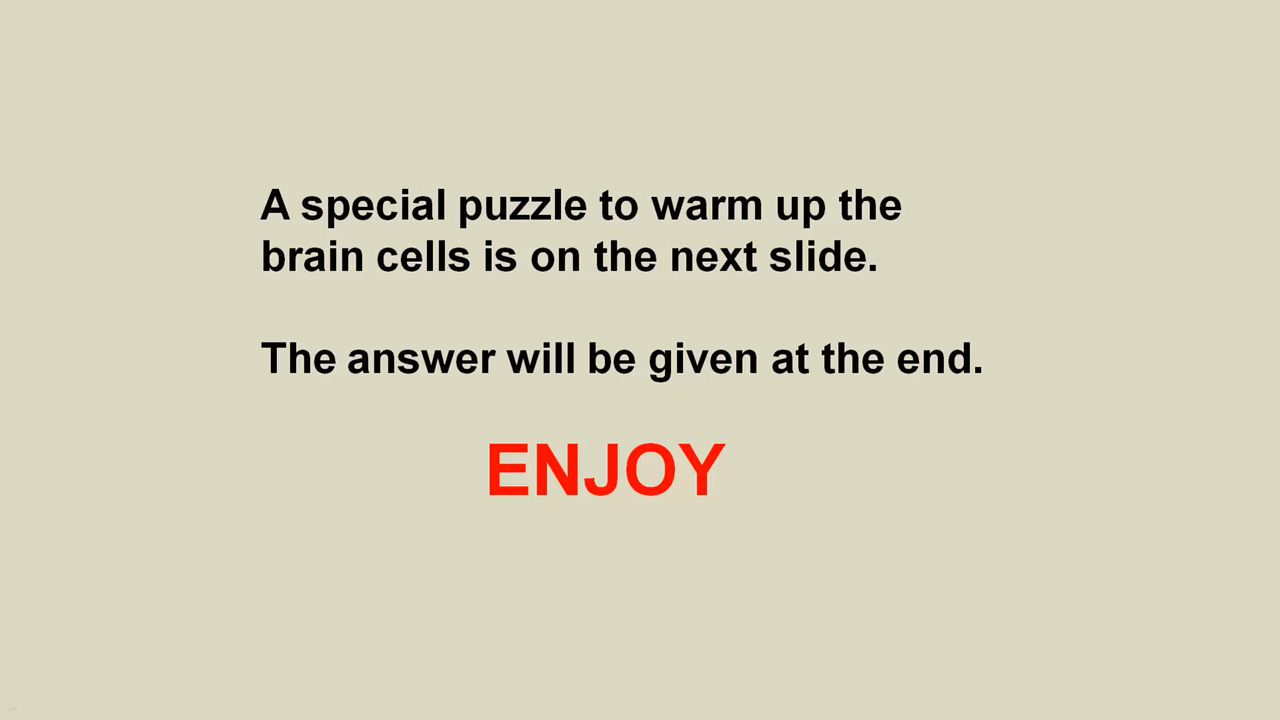 A special puzzle to warm up the
brain cells is on the next slide.
The answer will be given at the end.
ENJOY